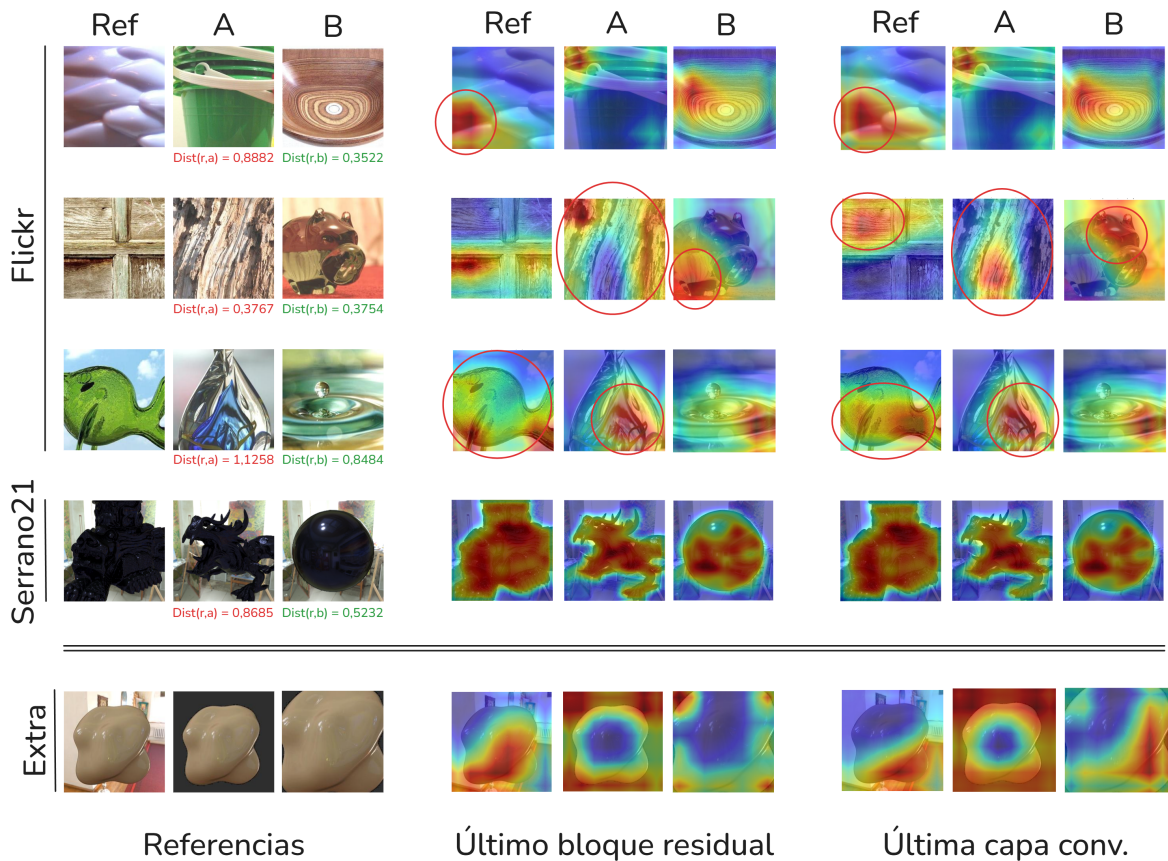 Ref A B Ref A B Ref A B
Flickr
Dist(r,a) = 0,8882 Dist(r,b) = 0,3522
Dist(r,a) = 0,3767 Dist(r,b) = 0,3754
Dist(r,a) = 1,1258 Dist(r,b) = 0,8484
Serrano21
Dist(r,a) = 0,8685 Dist(r,b) = 0,5232
Extra
Referencias Último bloque residual Última capa conv.